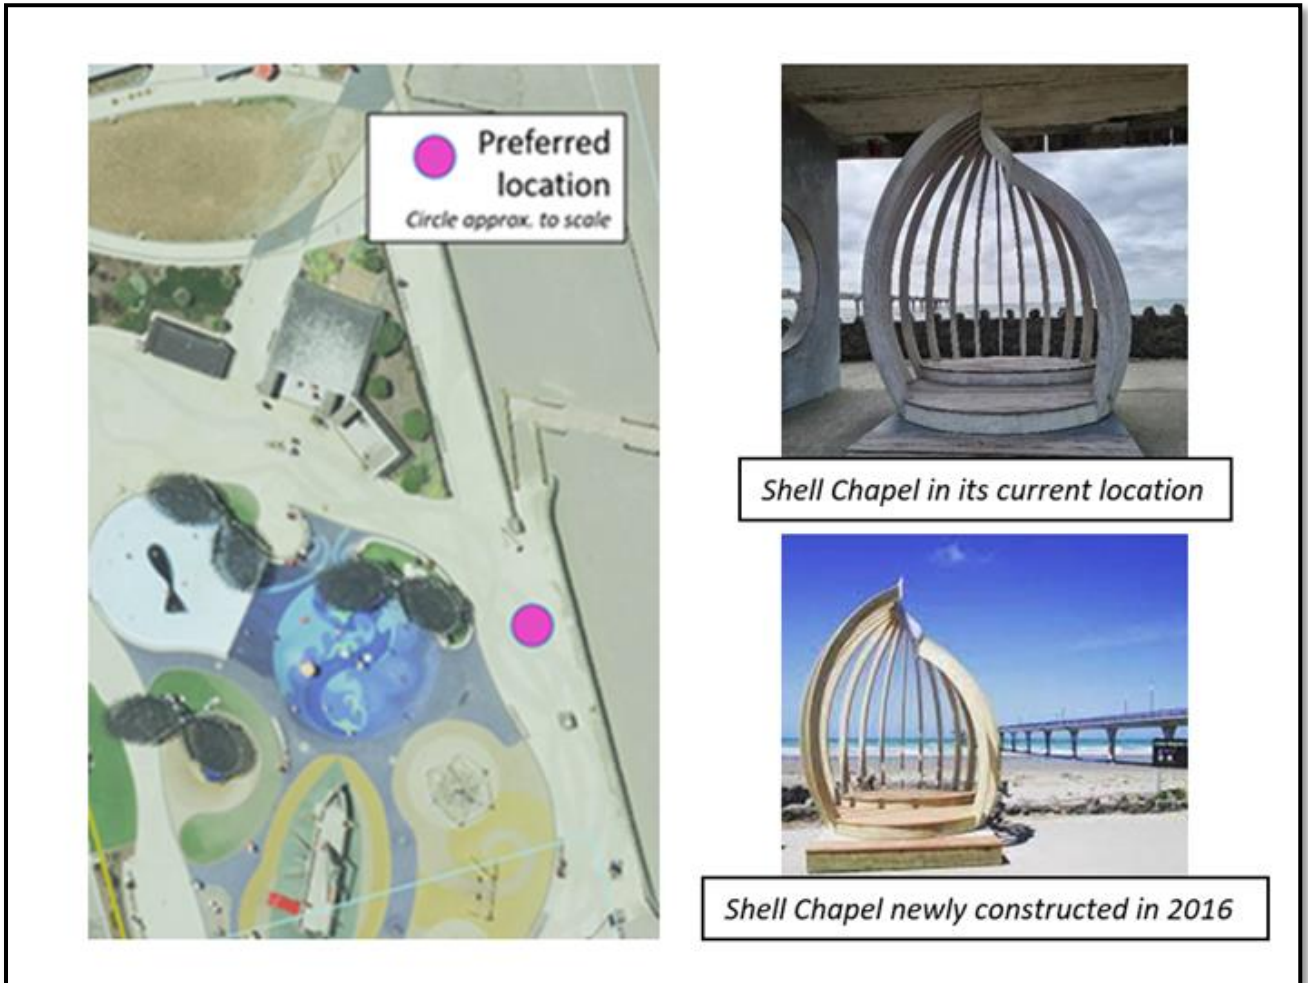 Preferred
location
Circle approx. to scale
Shell Chapel in its current location
Shell Chapel newly constructed in 2016